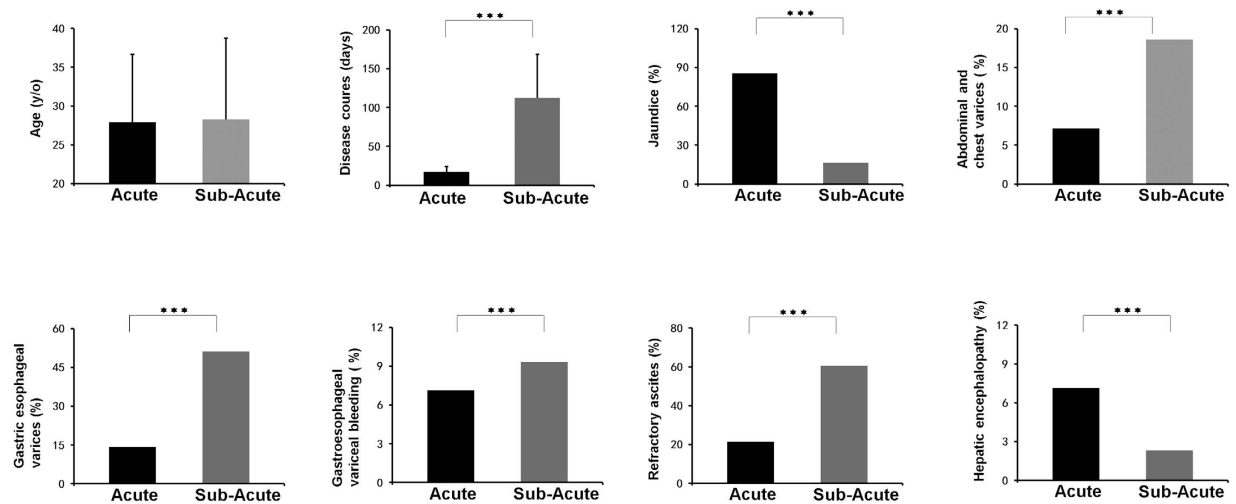 Age (y/o)
40
35
30
25
20
Acute Sub-Acute
Disease coures (days)
200
150
100
50
0
***
Acute Sub-Acute
Jaundice (%)
120
90
60
30
0
***
Acute Sub-Acute
Abdominal and
chest varices ( %)
20
15
10
5
0
***
Acute Sub-Acute
Gastric esophageal
varices (%)
60
45
30
15
00
***
Acute Sub-Acute
Gastroesophageal
variceal bleeding ( %)
12
9
6
3
0
***
Acute Sub-Acute
Refractory ascites (%)
80
60
40
20
0
***
Acute Sub-Acute
Hepatic encephalopathy (%)
12
9
6
3
0
***
Acute Sub-Acute